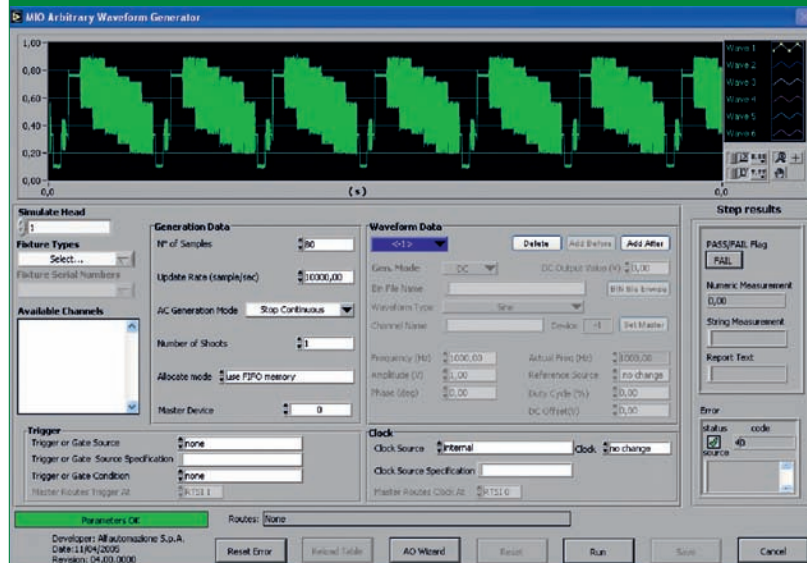 MIO Arbitrary Waveform Generator
1,00
0,80
0,60
0,40
0,20
0,00
0,0
(s)
0,0
Wave 1
Wave 2
Wave 3
Wave 4
Wave 5
Wave 6
Simulate Head
1
Fixture Types
Select...
Fixture Serial Numbers
Available Channels
Generation Data
N° of Samples
80
Update Rate (sample/sec)
10000,00
AC Generation Mode
Stop Continuous
Number of Shoots
1
Allocate mode
use FIFO memory
Master Device
0
Waveform Data
<-1>
Delete
Add Before
Add After
Gen. Mode
DC
DC Output Value (V)
0,00
Bin File Name
Waveform Type
Sine
Channel Name
Device
-1
Set Master
Frequency (Hz)
1000,00
Actual Freq (Hz)
1000,00
Amplitude (V)
1,00
Reference Source
no change
Phase (deg)
0,00
Duty Cycle (%)
0,00
DC Offset(V)
0,00
Trigger
Trigger or Gate Source
none
Trigger or Gate Source Specification
Trigger or Gate Condition
none
Master Routes Trigger At
RTSI 1
Clock
Clock Source
internal
Clock
no change
Clock Source Specification
Master Routes Clock At
RTSI 0
Step results
PASS/FAIL Flag
FAIL
Numeric Measurement
0,00
String Measurement
Report Text
Error
status
code
source
Parameters OK
Routes:
None
Developer: Alfautomazione S.p.A.
Date:11/04/2005
Revision: 04.00.0000
Reset Error
Reload Table
AO Wizard
Reset
Run
Save
Cancel